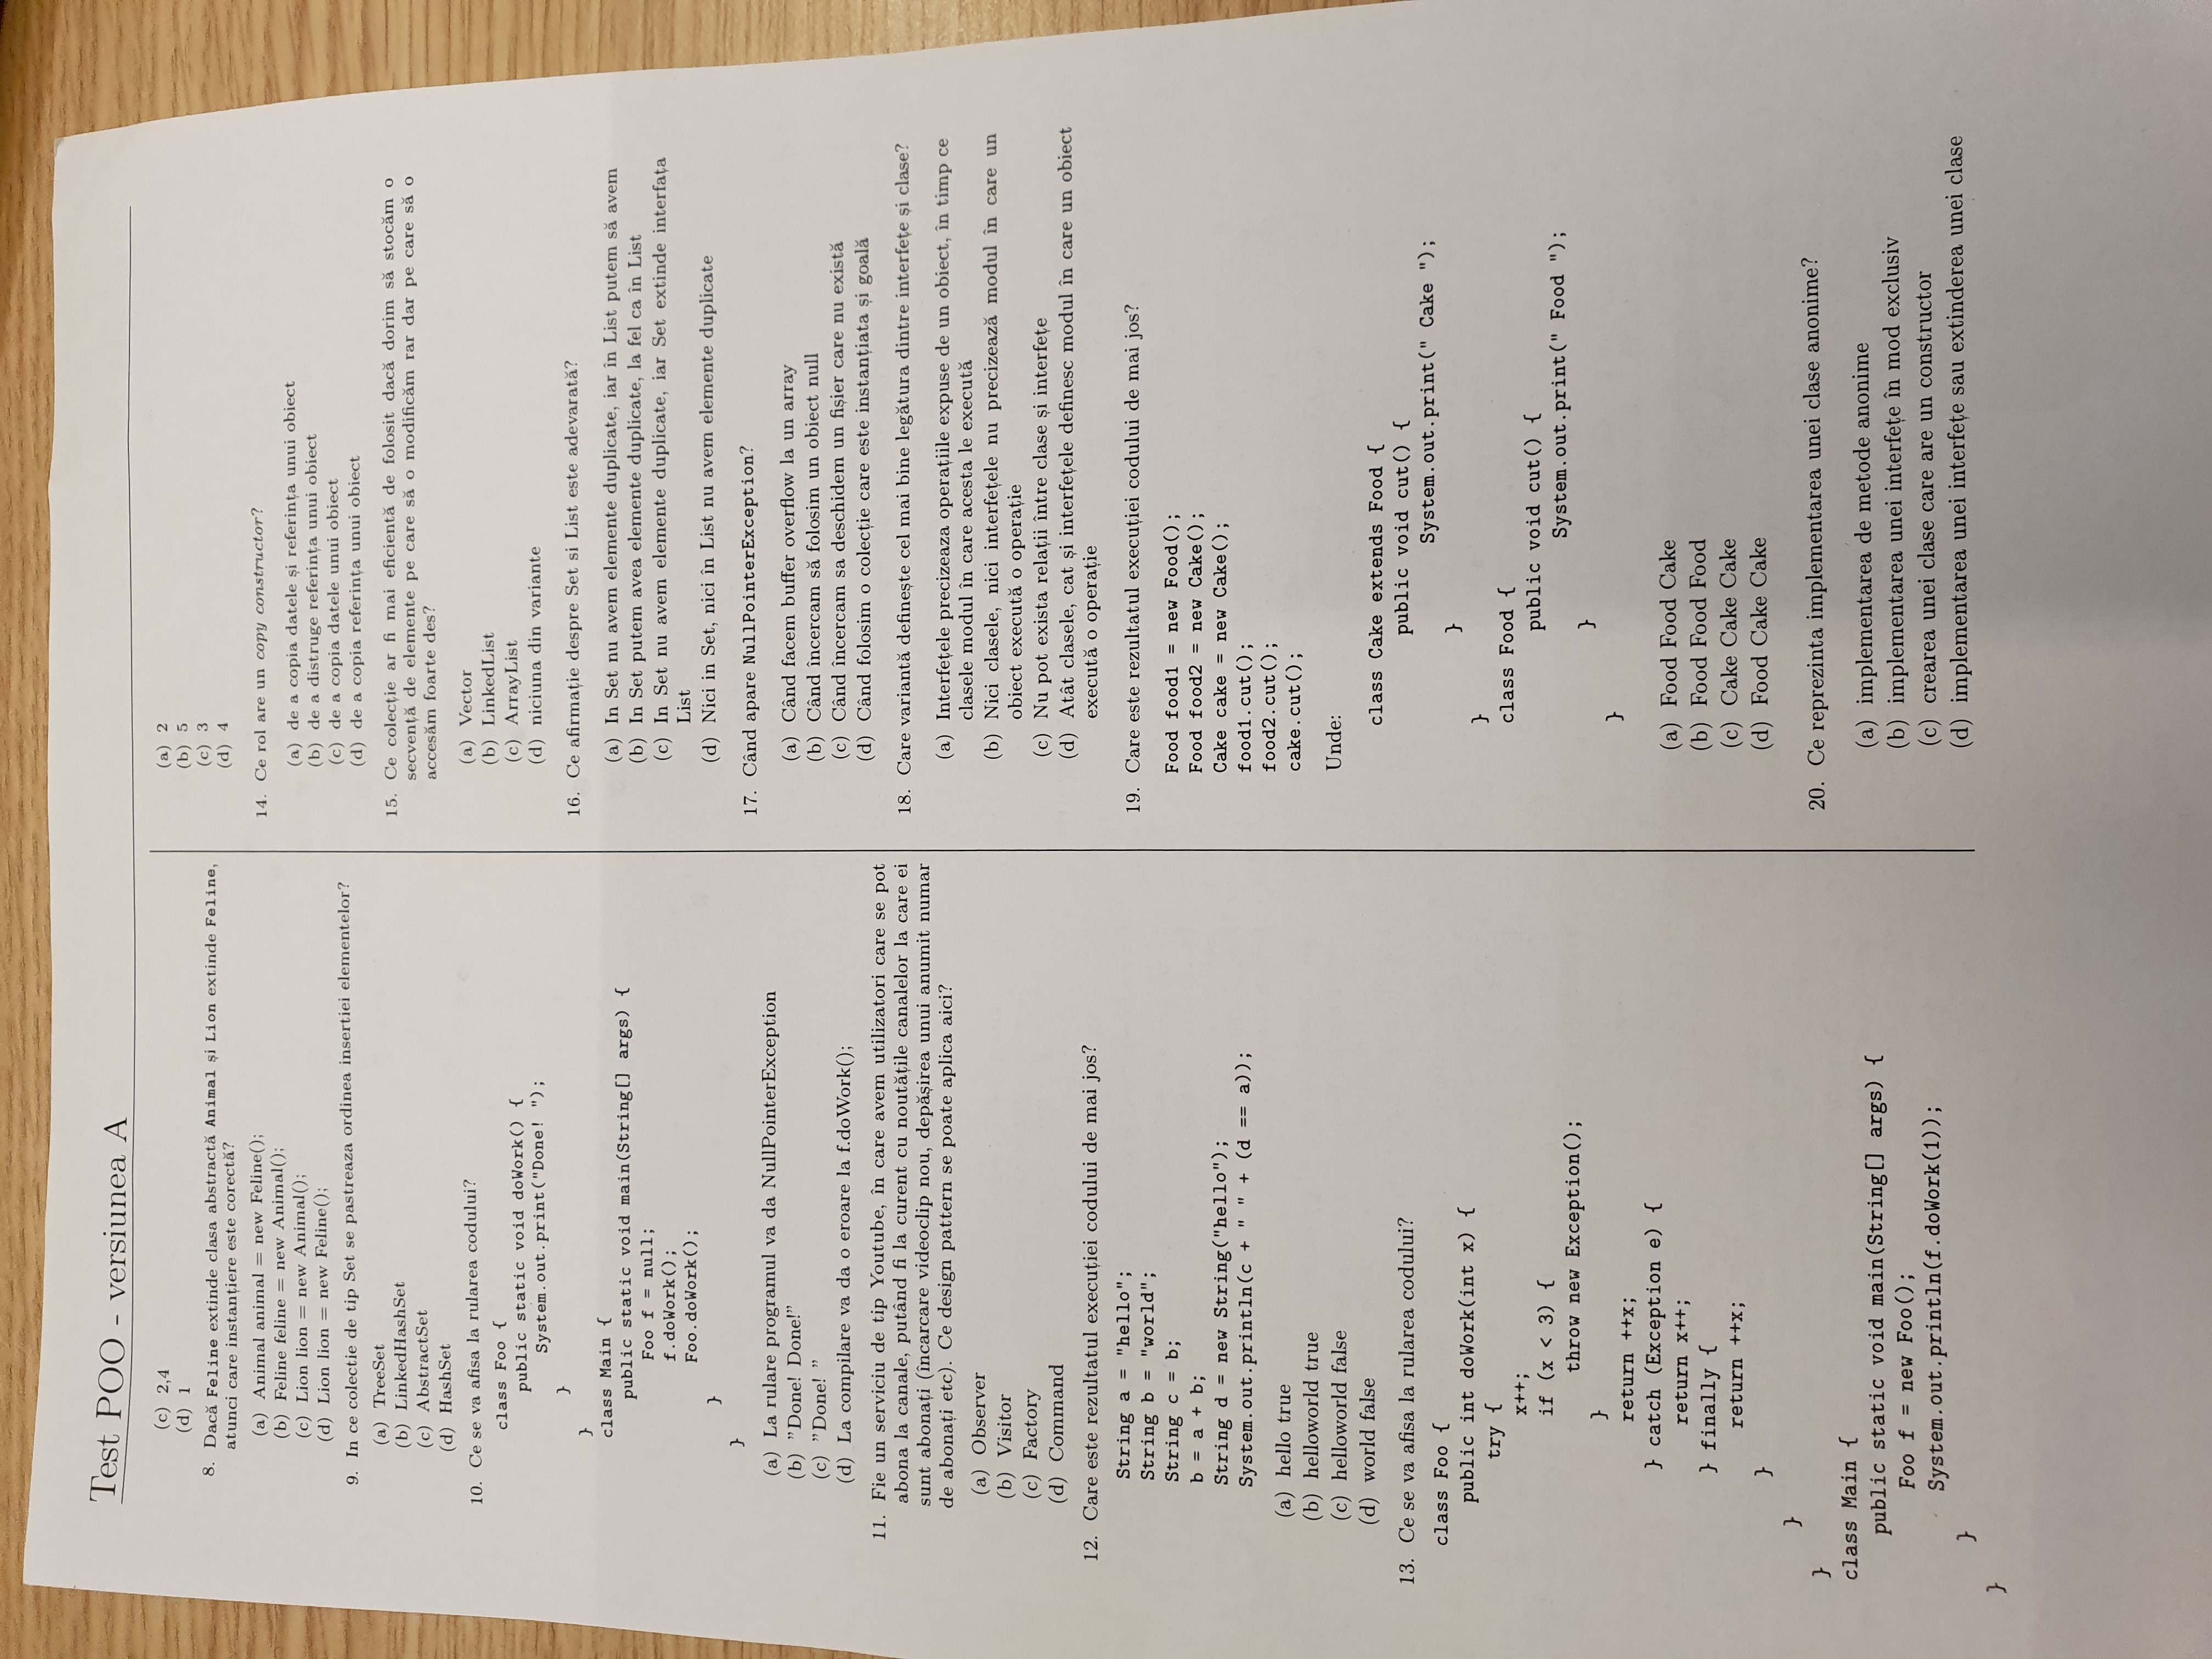 Test POO - versiunea A
(c) 2,4
(d) 1
8. Dacă Feline extinde clasa abstractă Animal și Lion extinde Feline,
atunci care instanțiere este corectă?
(a) Animal animal = new Feline();
(b) Feline feline = new Animal();
(c) Lion lion = new Animal();
(d) Lion lion = new Feline();
9. In ce colectie de tip Set se pastreaza ordinea insertiei elementelor?
(a) TreeSet
(b) LinkedHashSet
(c) AbstractSet
(d) HashSet
10. Ce se va afisa la rularea codului?
class Foo {
public static void doWork() {
System.out.print("Done! ");
}
}
class Main {
public static void main(String[] args) {
Foo f = null;
f.doWork();
Foo.doWork();
}
}
(a) La rulare programul va da NullPointerException
(b) ”Done! Done!”
(c) ”Done! ”
(d) La compilare va da o eroare la f.doWork();
11. Fie un serviciu de tip Youtube, în care avem utilizatori care se pot
abona la canale, putând fi la curent cu noutățile canalelor la care ei
sunt abonați (încarcare videoclip nou, depășirea unui anumit numar
de abonați etc). Ce design pattern se poate aplica aici?
(a) Observer
(b) Visitor
(c) Factory
(d) Command
12. Care este rezultatul execuției codului de mai jos?
String a = "hello";
String b = "world";
String c = b;
b = a + b;
String d = new String("hello");
System.out.println(c + " " + (d == a));
(a) hello true
(b) helloworld true
(c) helloworld false
(d) world false
13. Ce se va afisa la rularea codului?
class Foo {
public int doWork(int x) {
try {
x++;
if (x < 3) {
throw new Exception();
}
return ++x;
} catch (Exception e) {
return x++;
} finally {
return ++x;
}
}
}
class Main {
public static void main(String[] args) {
Foo f = new Foo();
System.out.println(f.doWork(1));
}
}
(a) 2
(b) 5
(c) 3
(d) 4
14. Ce rol are un copy constructor?
(a) de a copia datele și referința unui obiect
(b) de a distruge referința unui obiect
(c) de a copia datele unui obiect
(d) de a copia referința unui obiect
15. Ce colecție ar fi mai eficientă de folosit dacă dorim să stocăm o
secvență de elemente pe care să o modificăm rar dar pe care să o
accesăm foarte des?
(a) Vector
(b) LinkedList
(c) ArrayList
(d) niciuna din variante
16. Ce afirmație despre Set si List este adevarată?
(a) In Set nu avem elemente duplicate, iar în List putem să avem
(b) In Set putem avea elemente duplicate, la fel ca în List
(c) In Set nu avem elemente duplicate, iar Set extinde interfața
List
(d) Nici in Set, nici în List nu avem elemente duplicate
17. Când apare NullPointerException?
(a) Când facem buffer overflow la un array
(b) Când încercam să folosim un obiect null
(c) Când încercam sa deschidem un fișier care nu există
(d) Când folosim o colecție care este instanțiata și goală
18. Care variantă definește cel mai bine legătura dintre interfețe și clase?
(a) Interfețele precizeaza operațiile expuse de un obiect, în timp ce
clasele modul în care acesta le execută
(b) Nici clasele, nici interfețele nu precizează modul în care un
obiect execută o operație
(c) Nu pot exista relații între clase și interfețe
(d) Atât clasele, cat și interfețele definesc modul în care un obiect
execută o operație
19. Care este rezultatul execuției codului de mai jos?
Food food1 = new Food();
Food food2 = new Cake();
Cake cake = new Cake();
food1.cut();
food2.cut();
cake.cut();
Unde:
class Cake extends Food {
public void cut() {
System.out.print(" Cake ");
}
}
class Food {
public void cut() {
System.out.print(" Food ");
}
}
(a) Food Food Cake
(b) Food Food Food
(c) Cake Cake Cake
(d) Food Cake Cake
20. Ce reprezinta implementarea unei clase anonime?
(a) implementarea de metode anonime
(b) implementarea unei interfețe în mod exclusiv
(c) crearea unei clase care are un constructor
(d) implementarea unei interfețe sau extinderea unei clase